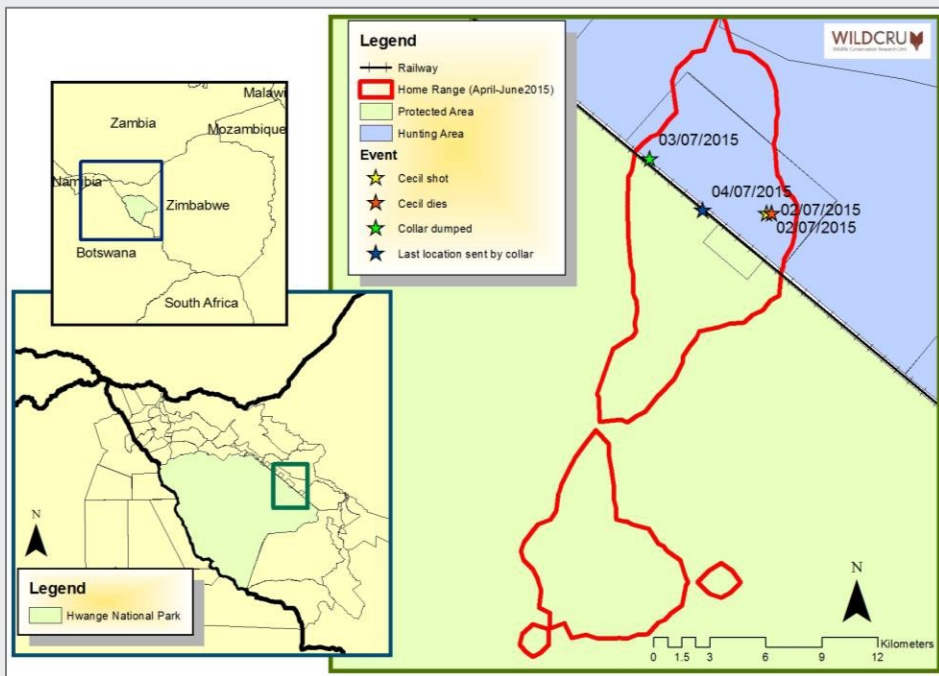 Malawi
Zambia
Mozambique
Namibia
Zimbabwe
Botswana
South Africa
N
Legend
Hwange National Park
Legend
Railway
Home Range (April-June2015)
Protected Area
Hunting Area
Event
Cecil shot
Cecil dies
Collar dumped
Last location sent by collar
WILDCRU
Wildlife Conservation Research Unit
03/07/2015
04/07/2015
02/07/2015
02/07/2015
N
Kilometers
0 1.5 3 6 9 12